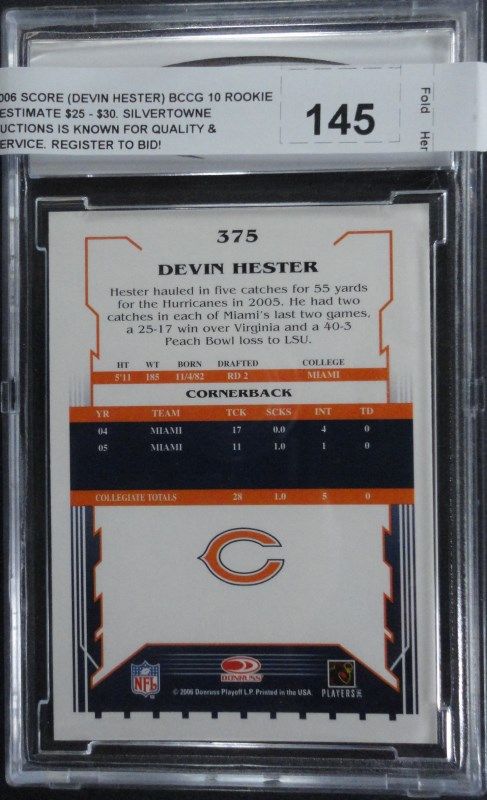 006 SCORE (DEVIN HESTER) BCCG 10 ROOKIE
ESTIMATE $25 - $30. SILVERTOWNE
UCTIONS IS KNOWN FOR QUALITY &
ERVICE. REGISTER TO BID!
145
Fold Her
375
DEVIN HESTER
Hester hauled in five catches for 55 yards
for the Hurricanes in 2005. He had two
catches in each of Miami's last two games,
a 25-17 win over Virginia and a 40-3
Peach Bowl loss to LSU.
HT WT BORN DRAFTED COLLEGE
5'11 185 11/4/82 RD 2 MIAMI
CORNERBACK
YR TEAM TCK SCKS INT TD
04 MIAMI 17 0.0 4 0
05 MIAMI 11 1.0 1 0
COLLEGIATE TOTALS 28 1.0 5 0
C
NFL
DONRUSS
© 2006 Donruss Playoff L.P. Printed in the USA.
PLAYERS INC